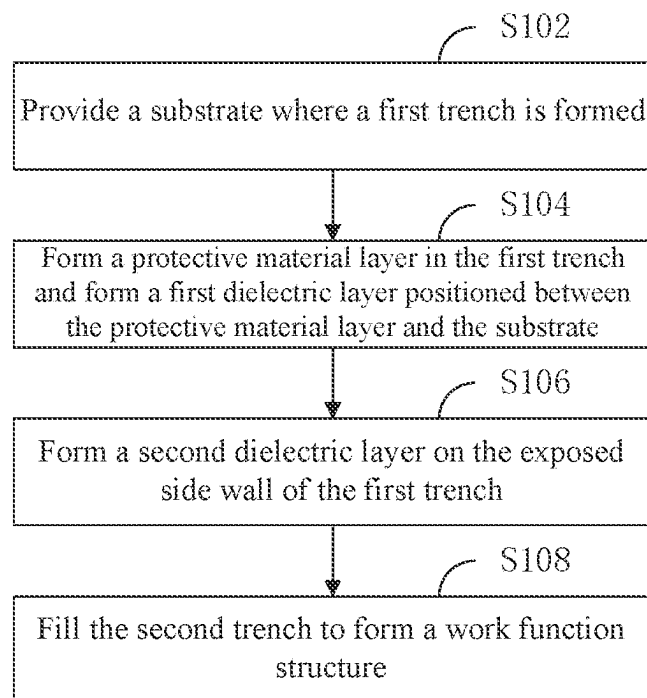 S102
Provide a substrate where a first trench is formed
S104
Form a protective material layer in the first trench
and form a first dielectric layer positioned between
the protective material layer and the substrate
S106
Form a second dielectric layer on the exposed
side wall of the first trench
S108
Fill the second trench to form a work function
structure